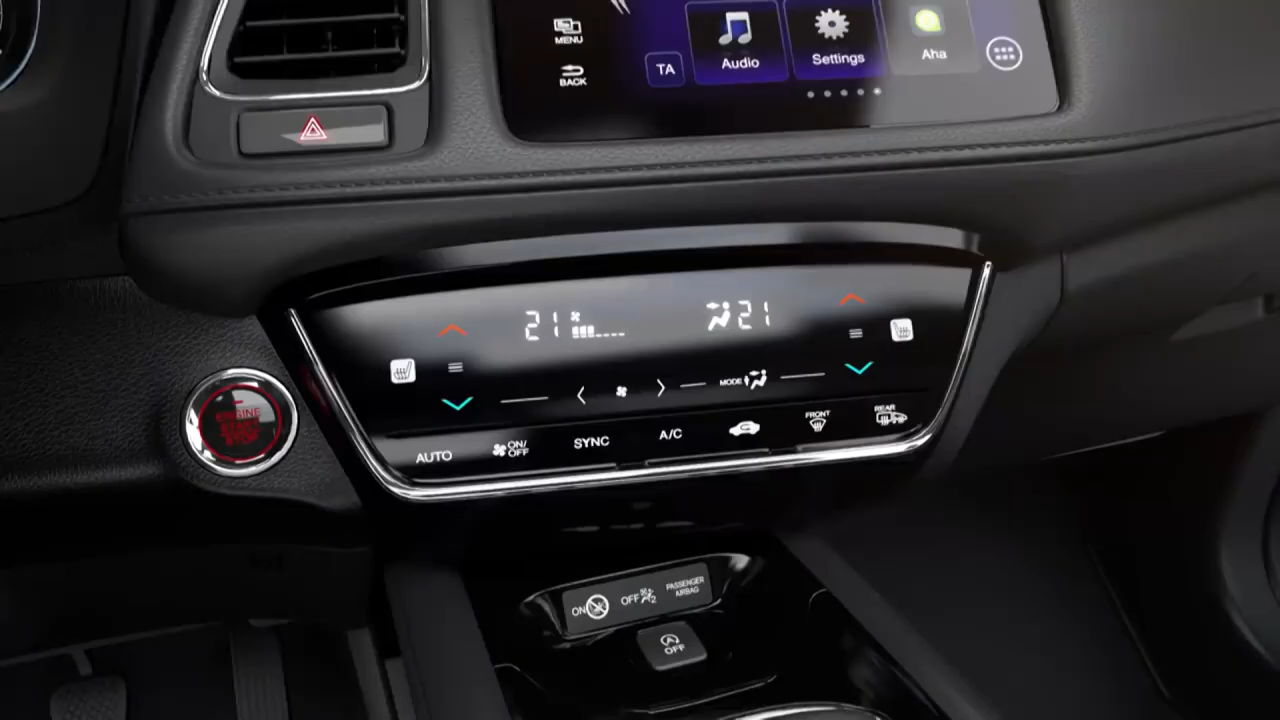 MENU
BACK
TA
Audio
Settings
Aha
21
21
MODE
AUTO
ON/
OFF
SYNC
A/C
FRONT
REAR
ENGINE
START
STOP
ON
OFF
2
PASSENGER
AIRBAG
A
OFF